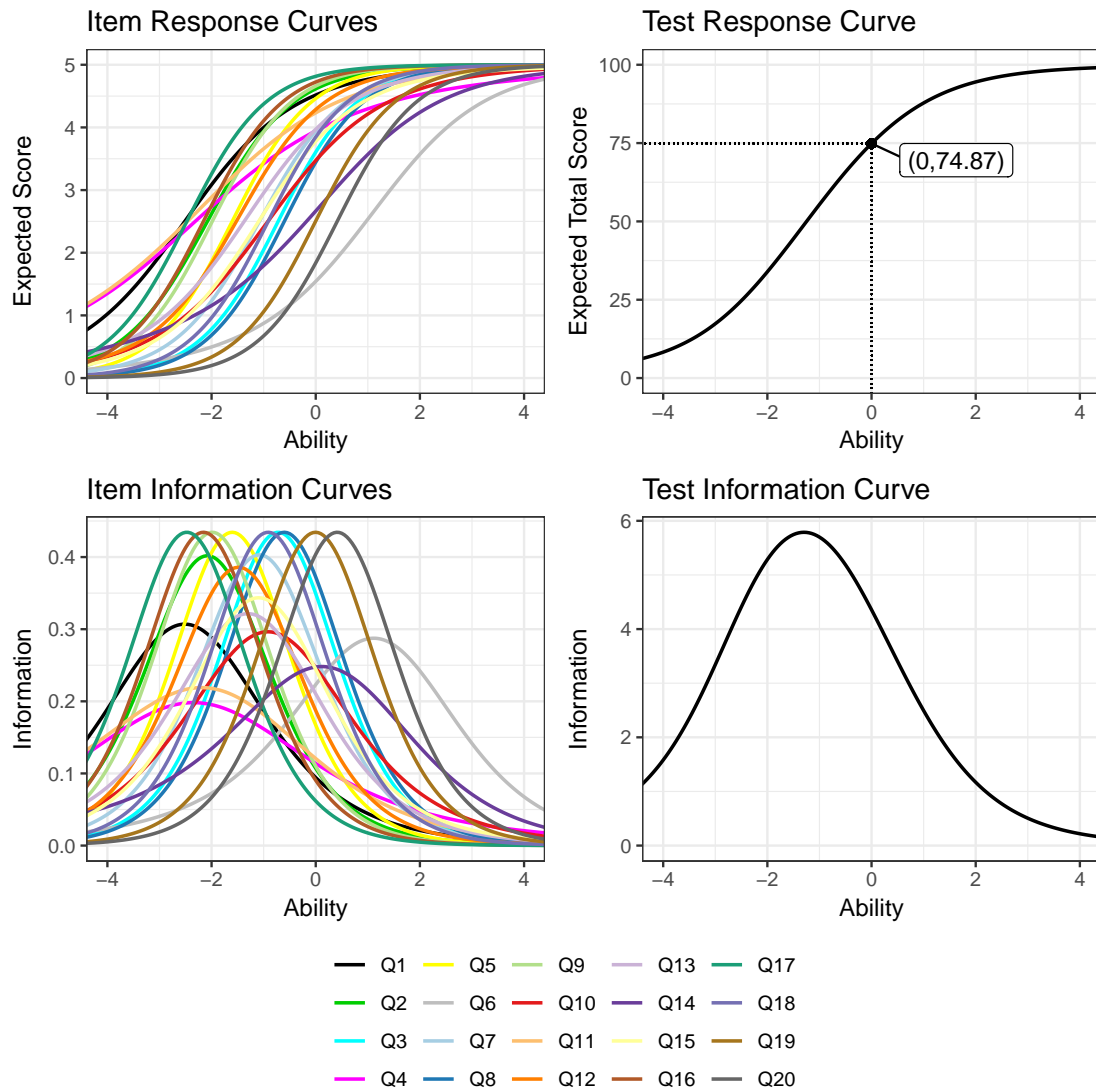 Item Response Curves
Test Response Curve
Expected Score
5
4
3
2
1
0
−4 −2 0 2 4
Ability
Expected Total Score
100
75
50
25
0
(0,74.87)
−4 −2 0 2 4
Ability
Item Information Curves
Test Information Curve
Information
0.4
0.3
0.2
0.1
0.0
−4 −2 0 2 4
Ability
Information
6
4
2
0
−4 −2 0 2 4
Ability
Q1 Q5 Q9 Q13 Q17
Q2 Q6 Q10 Q14 Q18
Q3 Q7 Q11 Q15 Q19
Q4 Q8 Q12 Q16 Q20